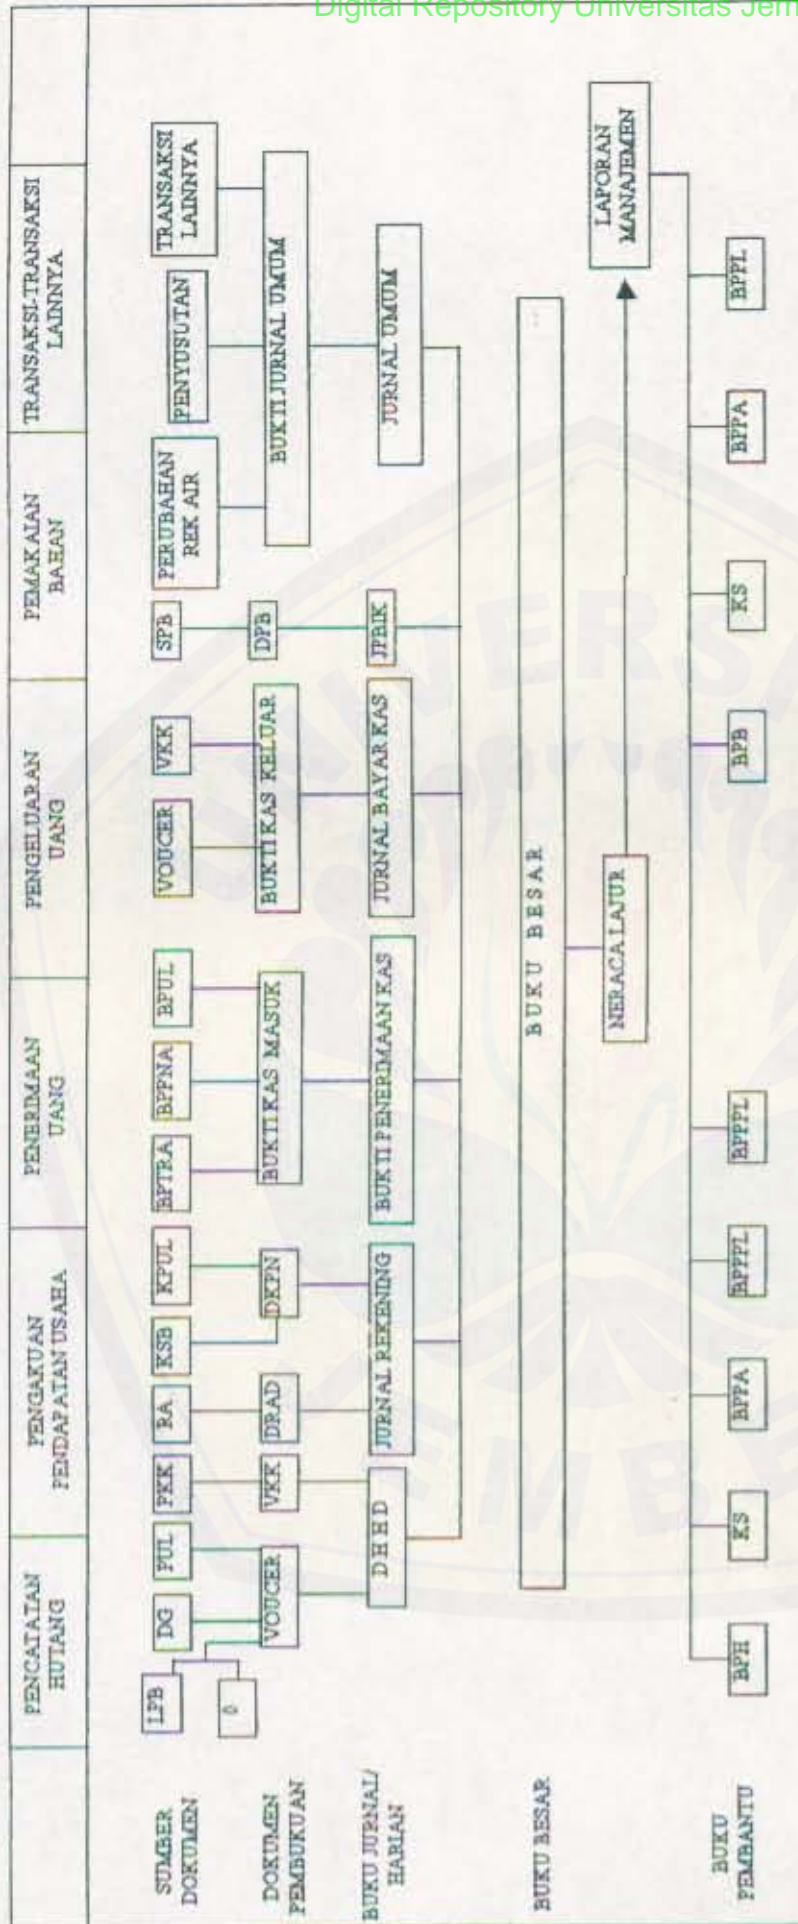 Digital Repository Universitas Jem
PENCATATAN
HUTANG
PENGAKUAN
PENDAPATAN USAHA
PENERIMAAN
UANG
PENGELUARAN
UANG
PEMAKAIAN
BAHAN
TRANSAKSI-TRANSAKSI
LAINNYA
SUMBER
DOKUMEN
LPB
0
DG
PUL
PKK
RA
KSB
KPUL
BPTRA
BPPNA
BPUL
VOUCER
VKK
SPB
PERUBAHAN
REK AIR
PENYUSUTAN
TRANSAKSI
LAINNYA
DOKUMEN
PEMBUKUAN
VOUCER
VKK
DRAD
DKPN
BUKTI KAS MASUK
BUKTI KAS KELUAR
DPB
BUKTI JURNAL UMUM
BUKU JURNAL/
HARIAN
D H H D
JURNAL REKENING
BUKTI PENERIMAAN KAS
JURNAL BAYAR KAS
JPBIK
JURNAL UMUM
BUKU BESAR
BUKU BESAR
NERACA LAJUR
LAPORAN
MANAJEMEN
BUKU
PEMBANTU
BPH
KS
BPPA
BPPPL
BPPPL
BPB
KS
BPPA
BPPL
UNIVERSI
EMBE